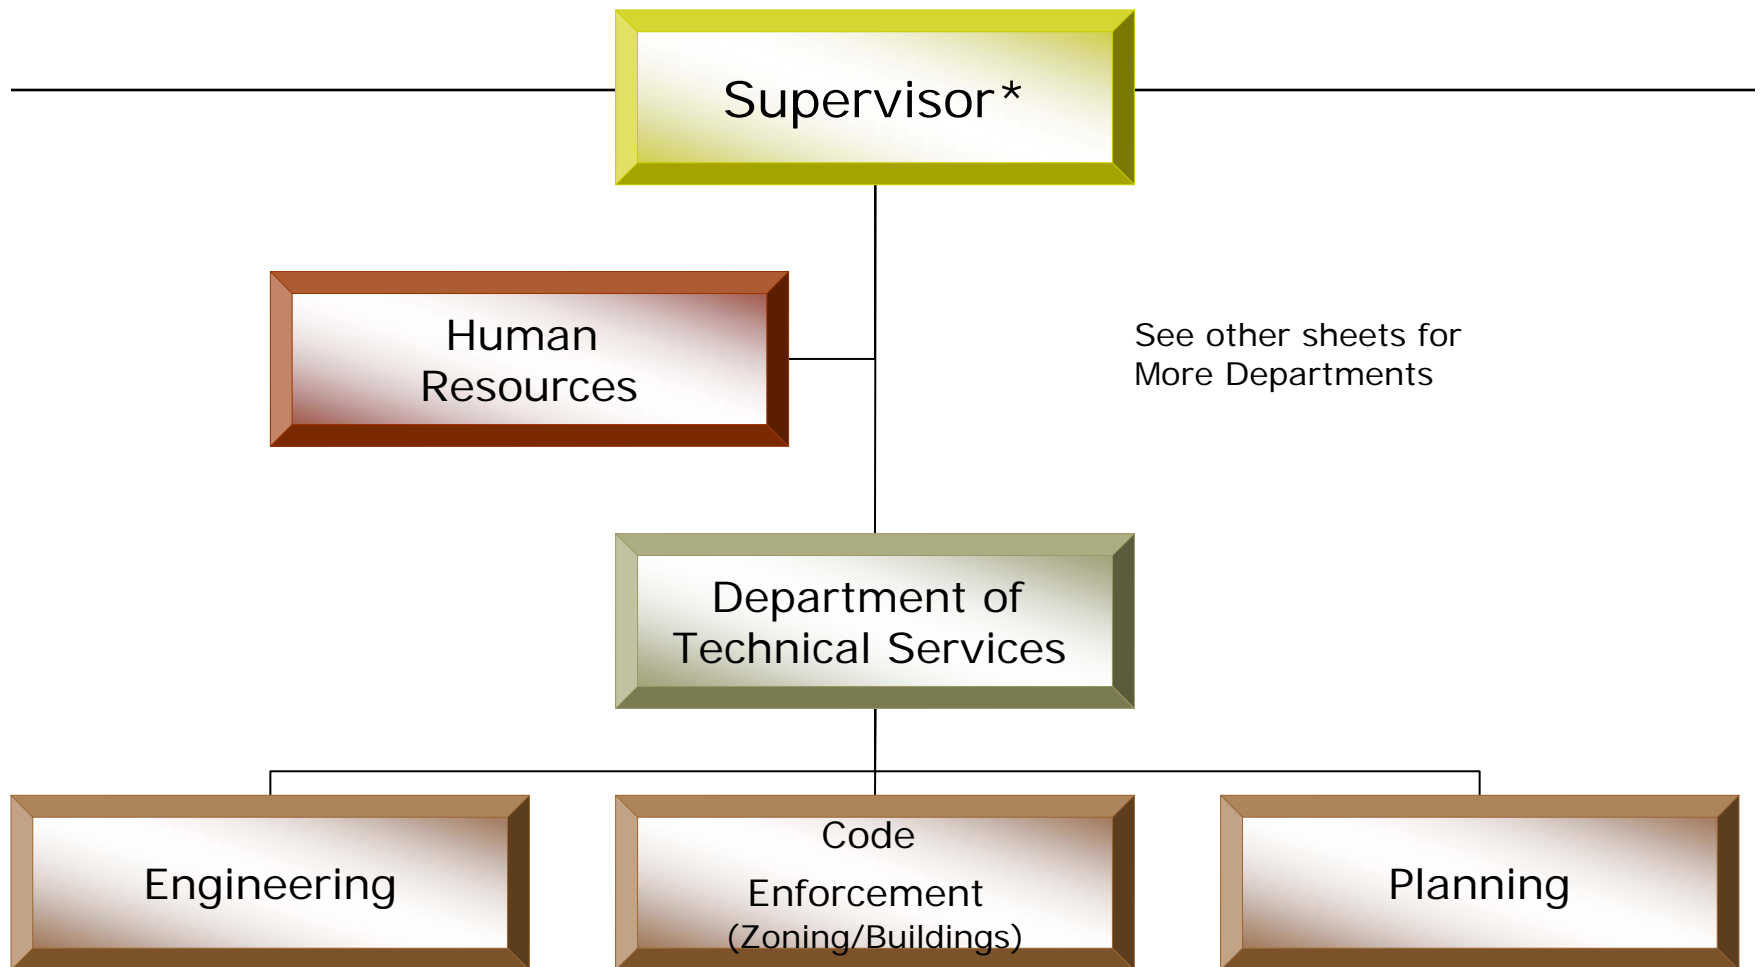 Supervisor*
Human
Resources
See other sheets for
More Departments
Department of
Technical Services
Engineering
Code
Enforcement
(Zoning/Buildings)
Planning